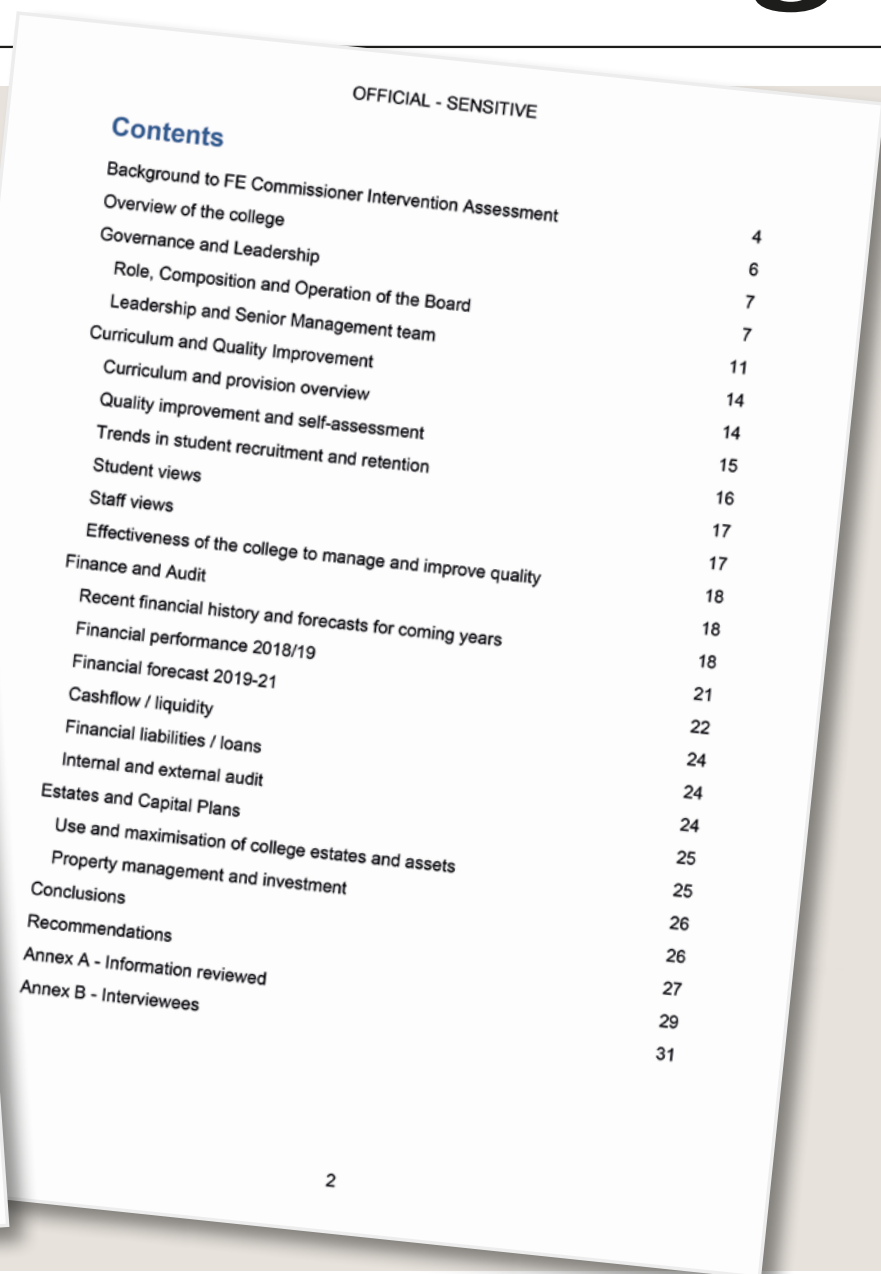 OFFICIAL - SENSITIVE
Contents
Background to FE Commissioner Intervention Assessment 4
Overview of the college 6
Governance and Leadership 7
Role, Composition and Operation of the Board 7
Leadership and Senior Management team 11
Curriculum and Quality Improvement 14
Curriculum and provision overview 14
Quality improvement and self-assessment 15
Trends in student recruitment and retention 16
Student views 17
Staff views 17
Effectiveness of the college to manage and improve quality 18
Finance and Audit 18
Recent financial history and forecasts for coming years 18
Financial performance 2018/19 21
Financial forecast 2019-21 22
Cashflow / liquidity 24
Financial liabilities / loans 24
Internal and external audit 24
Estates and Capital Plans 25
Use and maximisation of college estates and assets 25
Property management and investment 26
Conclusions 26
Recommendations 27
Annex A - Information reviewed 29
Annex B - Interviewees 31
2